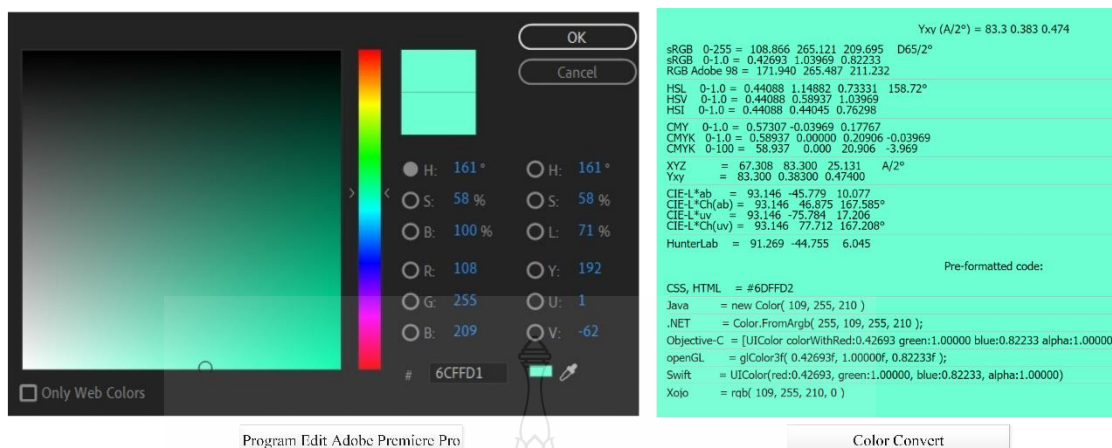 OK
Cancel
H: 161 °
H: 161 °
S: 58 %
S: 58 %
B: 100 %
L: 71 %
R: 108
Y: 192
G: 255
U: 1
B: 209
V: -62
# 6CFFD1
Only Web Colors
Program Edit Adobe Premiere Pro
Yxy (A/2°) = 83.3 0.383 0.474
sRGB 0-255 = 108.866 265.121 209.695 D65/2°
sRGB 0-1.0 = 0.42693 1.03969 0.82233
RGB Adobe 98 = 171.940 265.487 211.232
HSL 0-1.0 = 0.44088 1.14882 0.73331 158.72°
HSV 0-1.0 = 0.44088 0.58937 1.03969
HSI 0-1.0 = 0.44088 0.44045 0.76298
CMY 0-1.0 = 0.57307 -0.03969 0.17767
CMYK 0-1.0 = 0.58937 0.00000 0.20906 -0.03969
CMYK 0-100 = 58.937 0.000 20.906 -3.969
XYZ = 67.308 83.300 25.131 A/2°
Yxy = 83.300 0.38300 0.47400
CIE-L*ab = 93.146 -45.779 10.077
CIE-L*Ch(ab) = 93.146 46.875 167.585°
CIE-L*uv = 93.146 -75.784 17.206
CIE-L*Ch(uv) = 93.146 77.712 167.208°
HunterLab = 91.269 -44.755 6.045
Pre-formatted code:
CSS, HTML = #6DFFD2
Java = new Color( 109, 255, 210 )
.NET = Color.FromArgb( 255, 109, 255, 210 );
Objective-C = [UIColor colorWithRed:0.42693 green:1.00000 blue:0.82233 alpha:1.00000
openGL = glColor3f( 0.42693f, 1.00000f, 0.82233f );
Swift = UIColor(red:0.42693, green:1.00000, blue:0.82233, alpha:1.00000)
Xojo = rgb( 109, 255, 210, 0 )
Color Convert